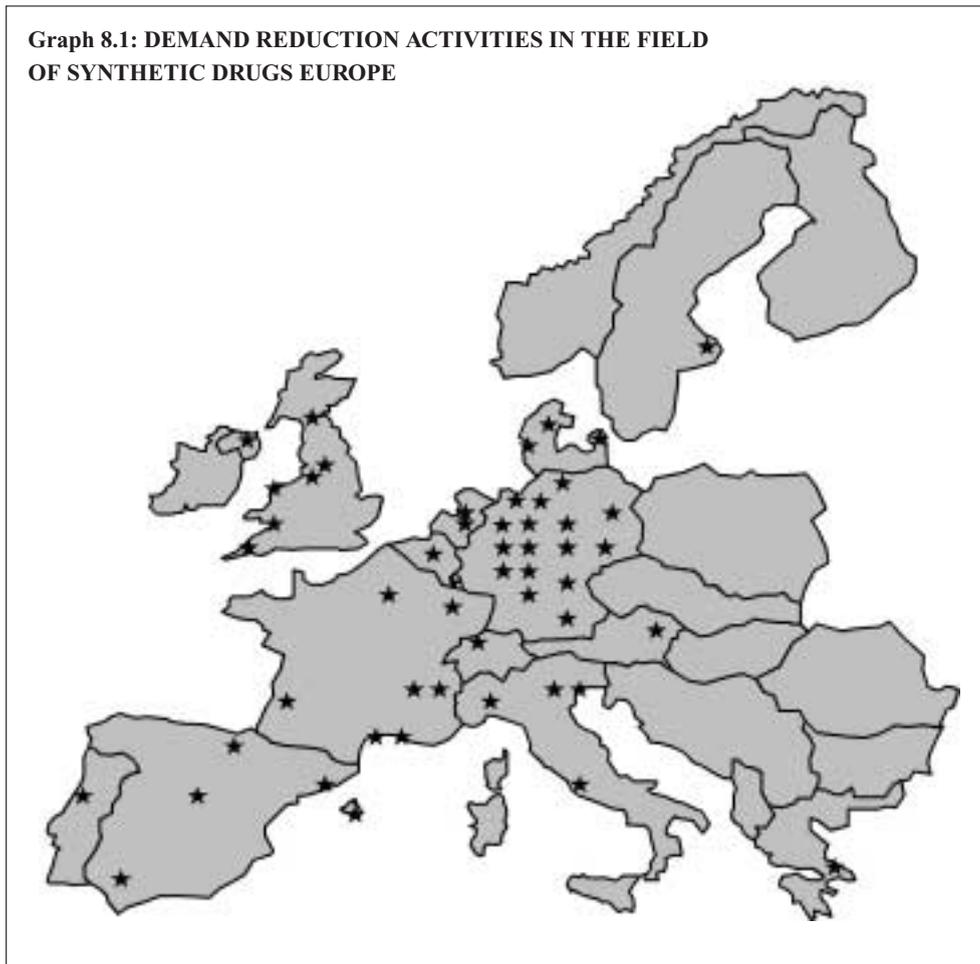 Graph 8.1: DEMAND REDUCTION ACTIVITIES IN THE FIELD
OF SYNTHETIC DRUGS EUROPE